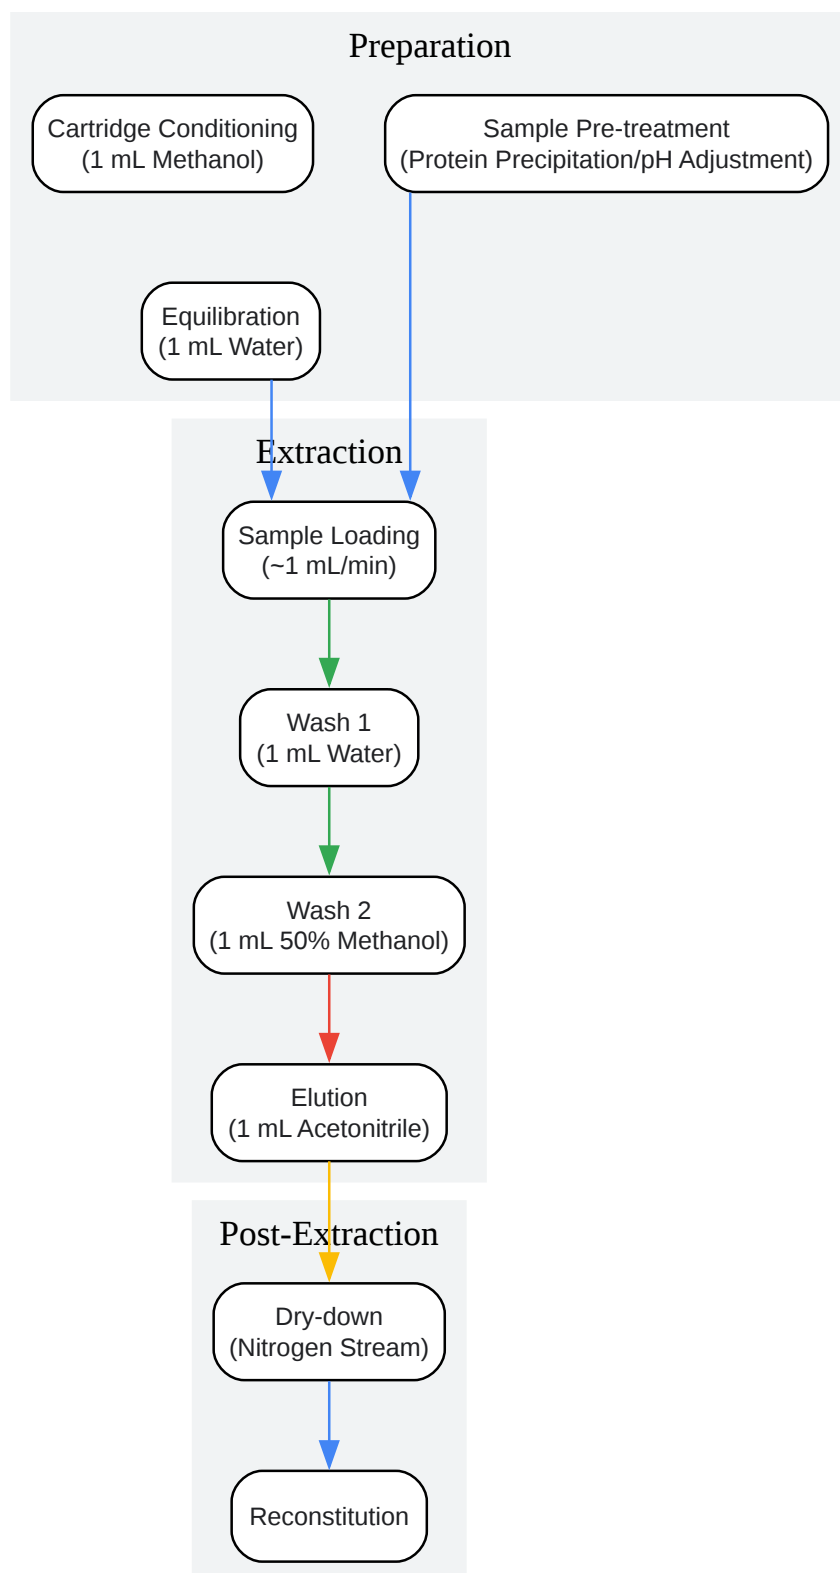 Preparation
Cartridge Conditioning
(1 mL Methanol)
Sample Pre-treatment
(Protein Precipitation/pH Adjustment)
Equilibration
(1 mL Water)
Extraction
Sample Loading
(~1 mL/min)
Wash 1
(1 mL Water)
Wash 2
(1 mL 50% Methanol)
Elution
(1 mL Acetonitrile)
Post-Extraction
Dry-down
(Nitrogen Stream)
Reconstitution